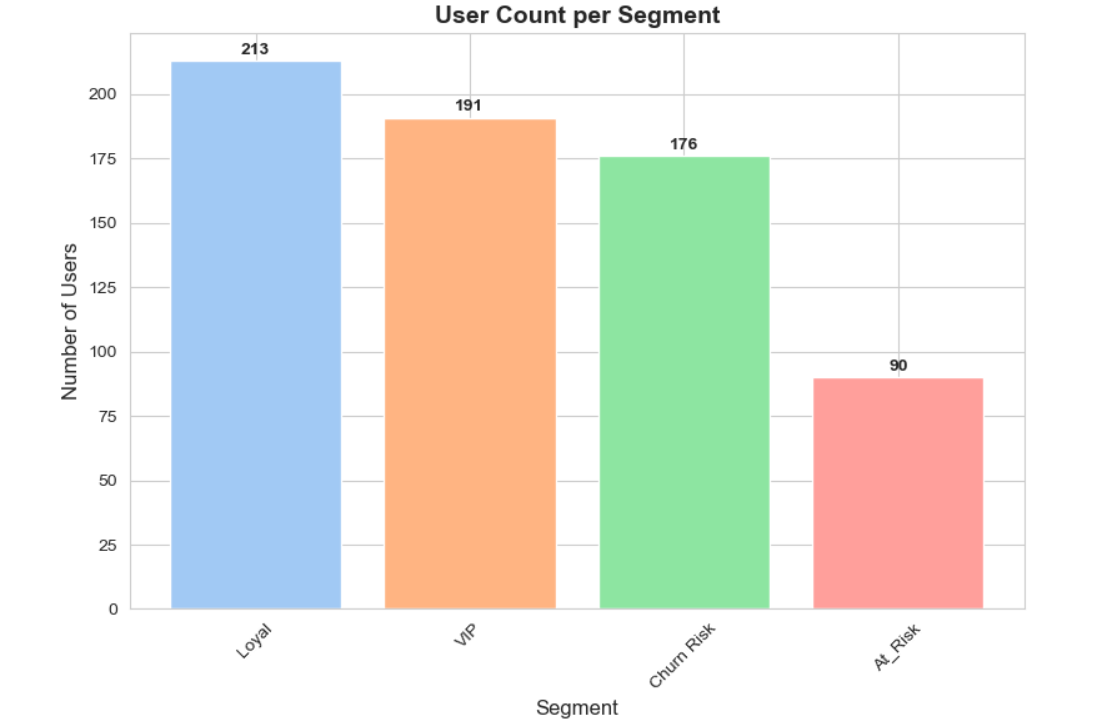 User Count per Segment
213
191
176
90
Number of Users
200
175
150
125
100
75
50
25
0
Loyal
VIP
Churn Risk
At_Risk
Segment